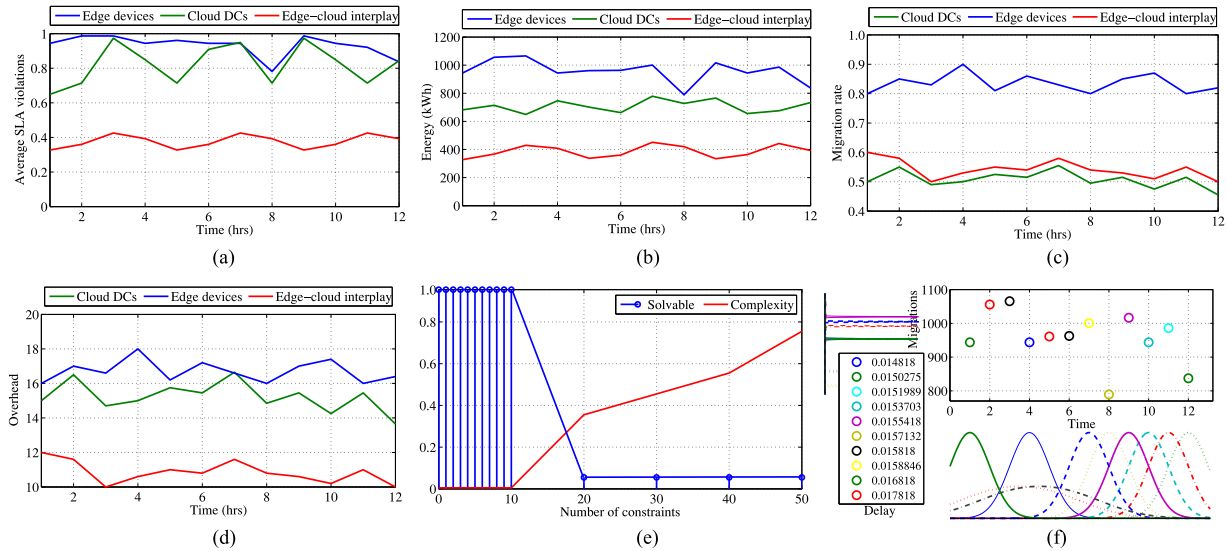 Edge devices Cloud DCs Edge−cloud interplay
1
0.8
0.6
0.4
0.2
0
2 4 6 8 10 12
Average SLA violations
Time (hrs)
(a)
Edge devices Cloud DCs Edge−cloud interplay
1200
1000
800
600
400
200
0
2 4 6 8 10 12
Energy (kWh)
Time (hrs)
(b)
Cloud DCs Edge devices Edge−cloud interplay
1.0
0.9
0.8
0.7
0.6
0.5
0.4
2 4 6 8 10 12
Migration rate
Time (hrs)
(c)
Cloud DCs Edge devices Edge−cloud interplay
20
18
16
14
12
10
2 4 6 8 10 12
Overhead
Time (hrs)
(d)
Solvable Complexity
1.0
0.8
0.6
0.4
0.2
0
0 10 20 30 40 50
Number of constraints
(e)
1100
1000
900
800
0 2 4 6 8 10 12
Migrations
Time
0.014818
0.0150275
0.0151989
0.0153703
0.0155418
0.0157132
0.015818
0.0158846
0.016818
0.017818
Delay
(f)